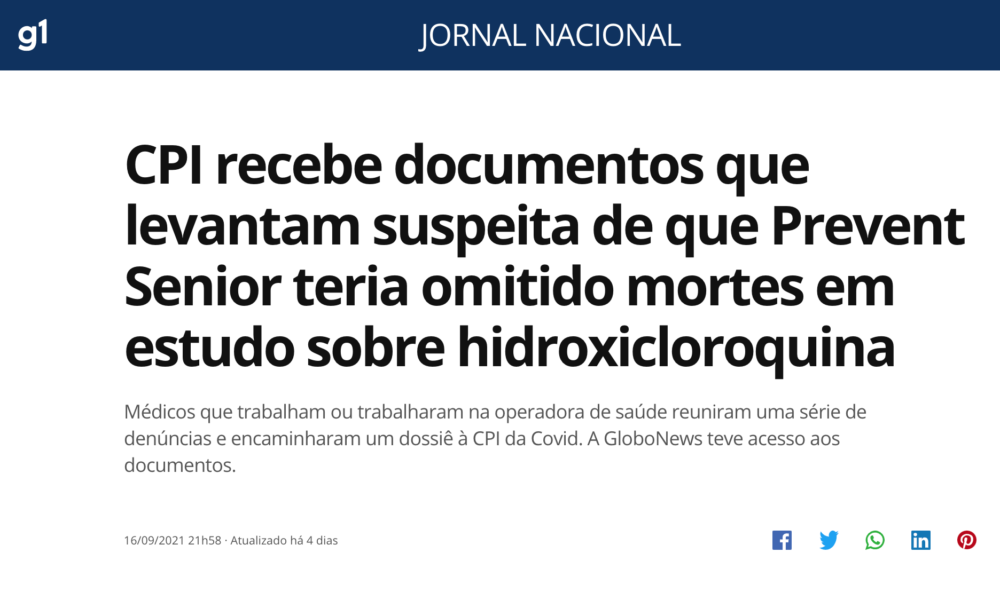 g1
JORNAL NACIONAL
CPI recebe documentos que
levantam suspeita de que Prevent
Senior teria omitido mortes em
estudo sobre hidroxicloroquina
Médicos que trabalham ou trabalharam na operadora de saúde reuniram uma série de
denúncias e encaminharam um dossiê à CPI da Covid. A GloboNews teve acesso aos
documentos.
16/09/2021 21h58 · Atualizado há 4 dias